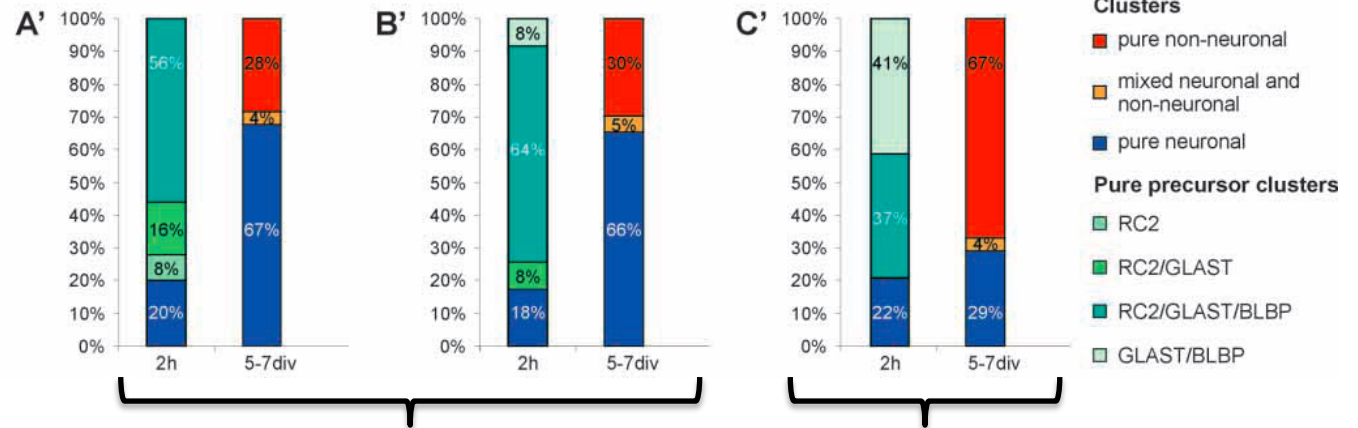 A'
100%
90%
80%
70%
60%
50%
40%
30%
20%
10%
0%
56%
16%
8%
20%
28%
4%
67%
2h
5-7div
B'
100%
90%
80%
70%
60%
50%
40%
30%
20%
10%
0%
8%
64%
8%
18%
30%
5%
66%
2h
5-7div
C'
100%
90%
80%
70%
60%
50%
40%
30%
20%
10%
0%
41%
37%
22%
67%
4%
29%
2h
5-7div
Clusters
pure non-neuronal
mixed neuronal and
non-neuronal
pure neuronal
Pure precursor clusters
RC2
RC2/GLAST
RC2/GLAST/BLBP
GLAST/BLBP